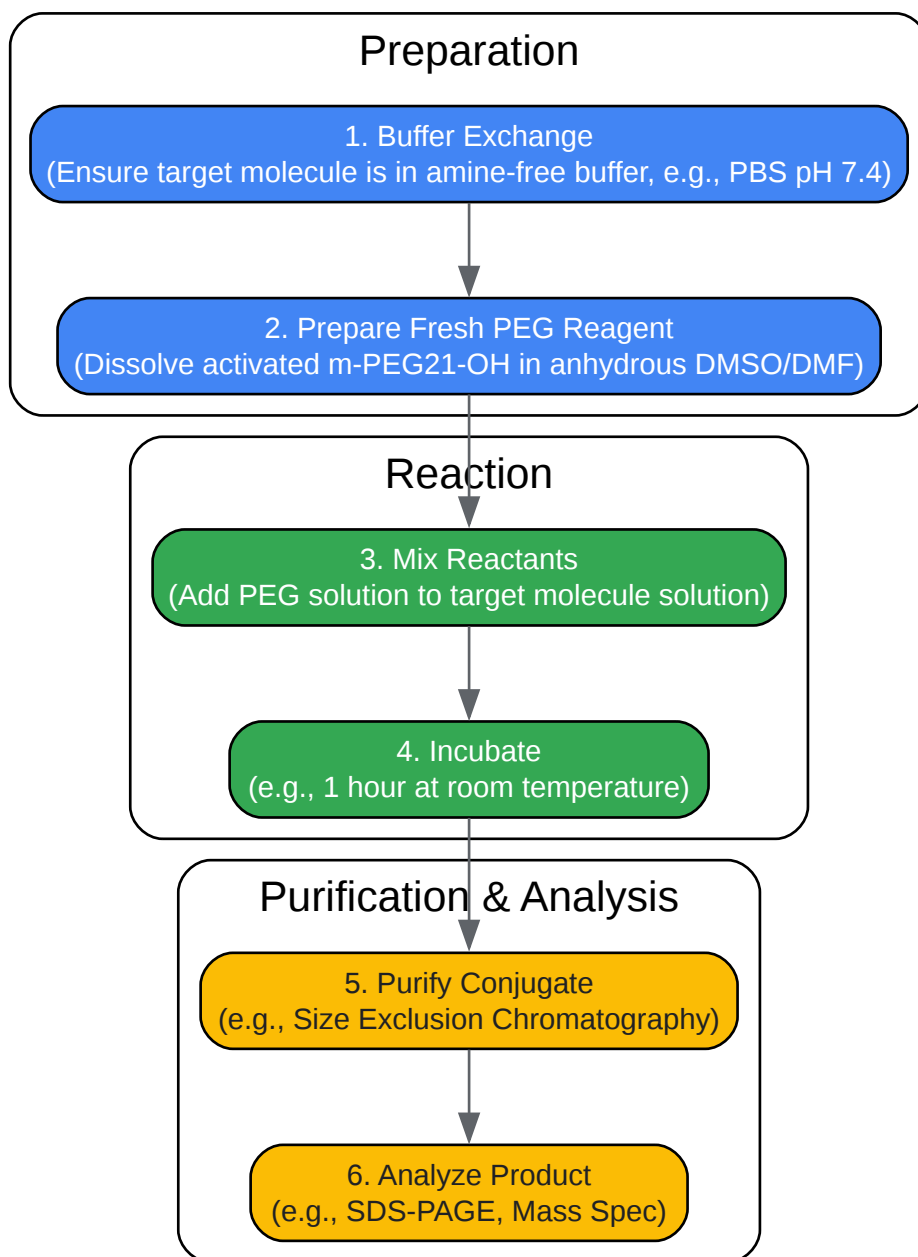 Preparation
1. Buffer Exchange
(Ensure target molecule is in amine-free buffer, e.g., PBS pH 7.4)
2. Prepare Fresh PEG Reagent
(Dissolve activated m-PEG21-OH in anhydrous DMSO/DMF)
Reaction
3. Mix Reactants
(Add PEG solution to target molecule solution)
4. Incubate
(e.g., 1 hour at room temperature)
Purification & Analysis
5. Purify Conjugate
(e.g., Size Exclusion Chromatography)
6. Analyze Product
(e.g., SDS-PAGE, Mass Spec)